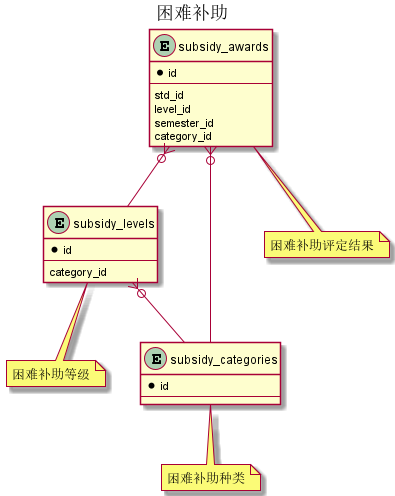 困难补助
E subsidy_awards
id
std_id
level_id
semester_id
category_id
困难补助评定结果
E subsidy_levels
id
category_id
困难补助等级
E subsidy_categories
id
困难补助种类